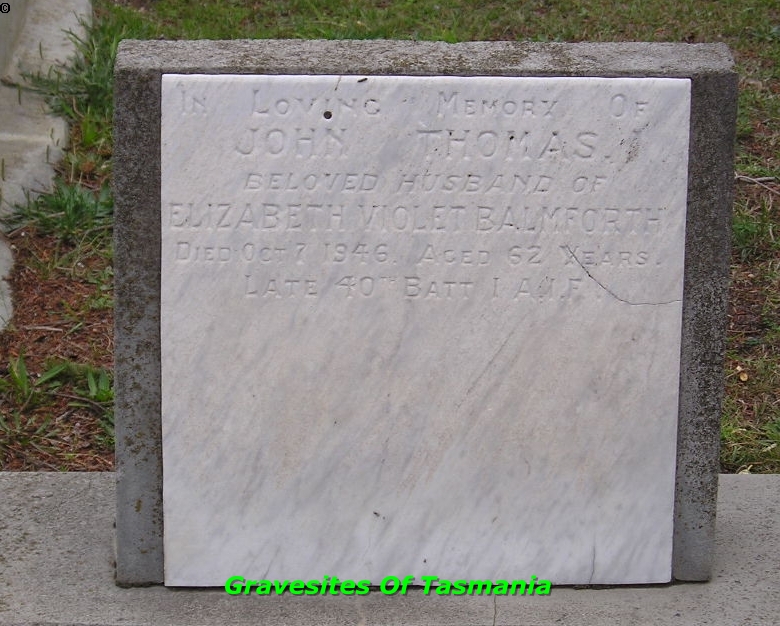 ©
IN LOVING MEMORY OF
JOHN THOMAS.
BELOVED HUSBAND OF
ELIZABETH VIOLET BALMFORTH
DIED OCT 7 1946. AGED 62 YEARS.
LATE 40TH BATT I A.I.F.
Gravesites Of Tasmania